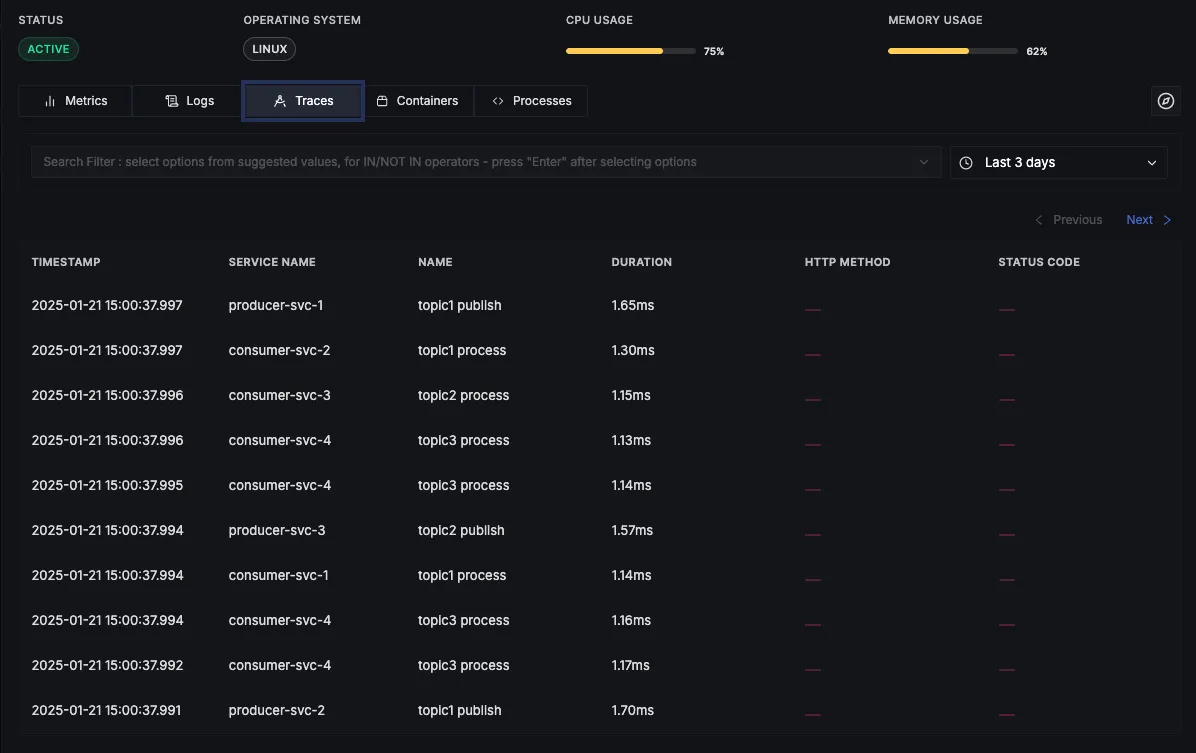 STATUS OPERATING SYSTEM CPU USAGE MEMORY USAGE
ACTIVE LINUX 75% 62%
Metrics Logs Traces Containers Processes
Search Filter : select options from suggested values, for IN/NOT IN operators - press "Enter" after selecting options Last 3 days
Previous Next
TIMESTAMP SERVICE NAME NAME DURATION HTTP METHOD STATUS CODE
2025-01-21 15:00:37.997 producer-svc-1 topic1 publish 1.65ms
2025-01-21 15:00:37.997 consumer-svc-2 topic1 process 1.30ms
2025-01-21 15:00:37.996 consumer-svc-3 topic2 process 1.15ms
2025-01-21 15:00:37.996 consumer-svc-4 topic3 process 1.13ms
2025-01-21 15:00:37.995 consumer-svc-4 topic3 process 1.14ms
2025-01-21 15:00:37.994 producer-svc-3 topic2 publish 1.57ms
2025-01-21 15:00:37.994 consumer-svc-1 topic1 process 1.14ms
2025-01-21 15:00:37.994 consumer-svc-4 topic3 process 1.16ms
2025-01-21 15:00:37.992 consumer-svc-4 topic3 process 1.17ms
2025-01-21 15:00:37.991 producer-svc-2 topic1 publish 1.70ms